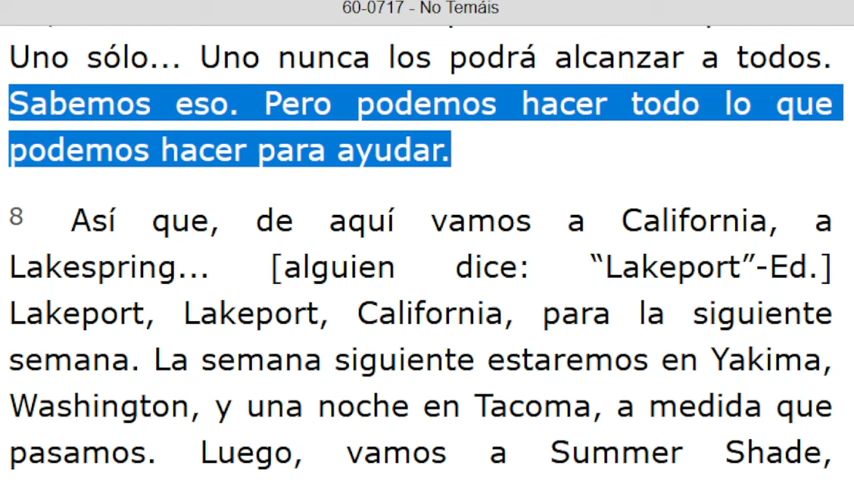 60-0717 - No Temáis
Uno sólo... Uno nunca los podrá alcanzar a todos.
Sabemos eso. Pero podemos hacer todo lo que
podemos hacer para ayudar.
8 Así que, de aquí vamos a California, a
Lakespring... [alguien dice: “Lakeport”-Ed.]
Lakeport, Lakeport, California, para la siguiente
semana. La semana siguiente estaremos en Yakima,
Washington, y una noche en Tacoma, a medida que
pasamos. Luego, vamos a Summer Shade,